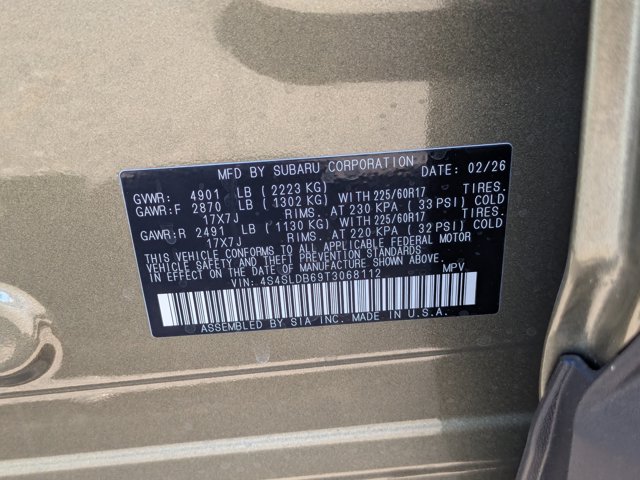 MFD BY SUBARU CORPORATION DATE: 02/26
GVWR: 4901 LB (2223 KG)
GAWR:F 2870 LB (1302 KG) WITH 225/60R17 TIRES.
17X7J RIMS. AT 230 KPA (33 PSI) COLD
GAWR:R 2491 LB (1130 KG) WITH 225/60R17 TIRES.
17X7J RIMS. AT 220 KPA (32 PSI) COLD
THIS VEHICLE CONFORMS TO ALL APPLICABLE FEDERAL MOTOR
VEHICLE SAFETY AND THEFT PREVENTION STANDARDS
IN EFFECT ON THE DATE OF MANUFACTURE SHOWN ABOVE.
VIN: 4S4SLDB69T3068112 MPV
ASSEMBLED BY SIA INC. MADE IN U.S.A.